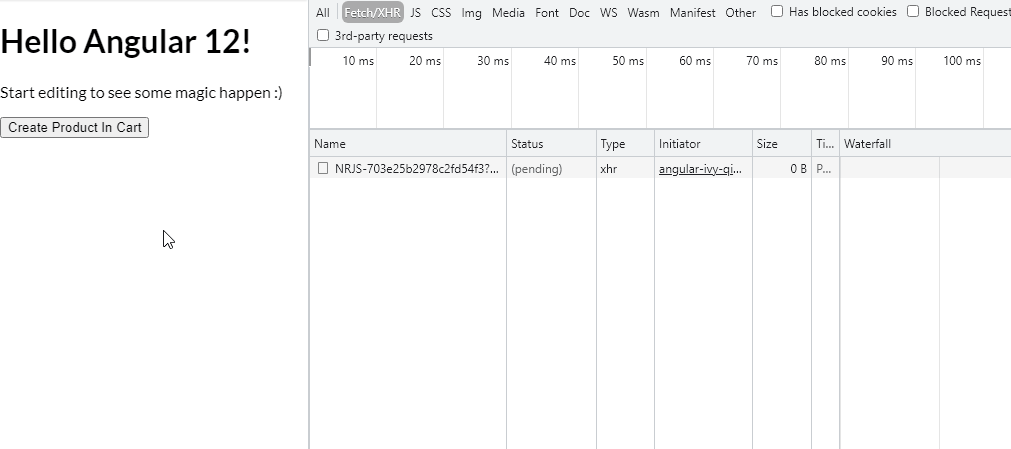 Hello Angular 12!
Start editing to see some magic happen :)
Create Product In Cart
All Fetch/XHR JS CSS Img Media Font Doc WS Wasm Manifest Other Has blocked cookies Blocked Request
3rd-party requests
10 ms 20 ms 30 ms 40 ms 50 ms 60 ms 70 ms 80 ms 90 ms 100 ms
Name Status Type Initiator Size Ti... Waterfall
NRJS-703e25b2978c2fd54f3?... (pending) xhr angular-ivy-qi... 0 B P...